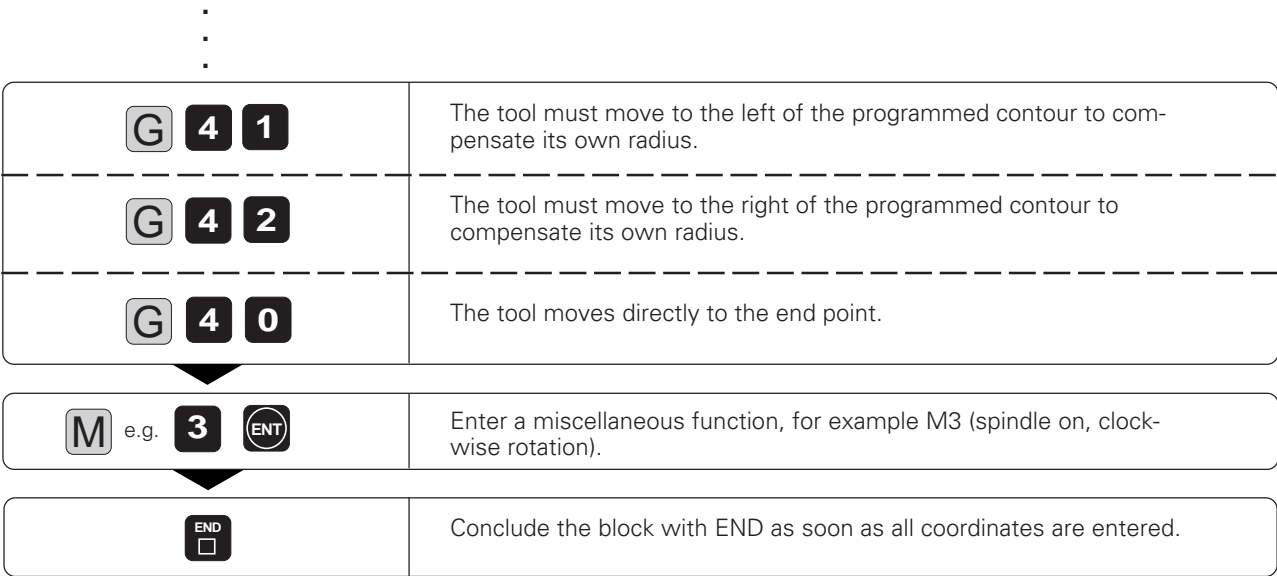 G 4 1
The tool must move to the left of the programmed contour to com-
pensate its own radius.
G 4 2
The tool must move to the right of the programmed contour to
compensate its own radius.
G 4 0
The tool moves directly to the end point.
M e.g. 3 ENT
Enter a miscellaneous function, for example M3 (spindle on, clock-
wise rotation).
END
Conclude the block with END as soon as all coordinates are entered.